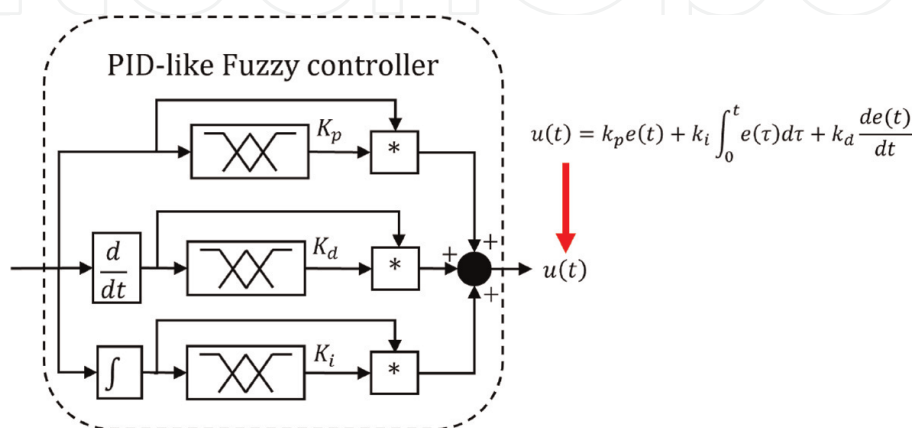 PID-like Fuzzy controller
K_p
*
u(t) = k_p e(t) + k_i ∫_0^t e(τ)dτ + k_d de(t)/dt
+
d/dt
K_d
*
+
u(t)
+
∫
K_i
*